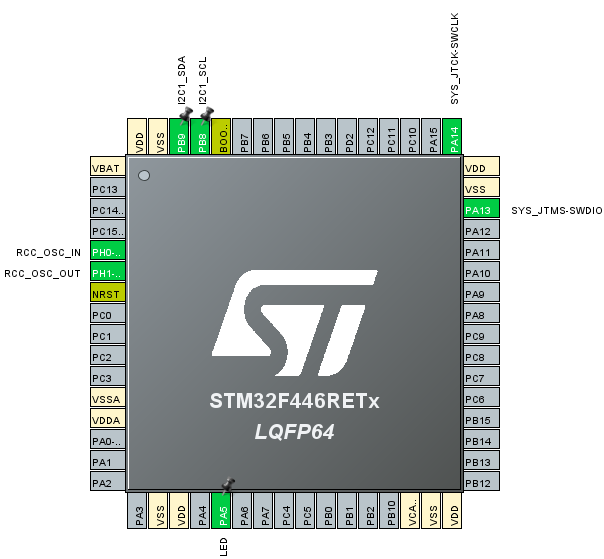 I2C1_SDA
I2C1_SCL
SYS_JTCK-SWCLK
VDD
VSS
PB9
PB8
BOO..
PB7
PB6
PB5
PB4
PB3
PD2
PC12
PC11
PC10
PA15
PA14
VBAT
PC13
PC14..
PC15..
RCC_OSC_IN PH0-..
RCC_OSC_OUT PH1-..
NRST
PC0
PC1
PC2
PC3
VSSA
VDDA
PA0-..
PA1
PA2
STM32F446RETx
LQFP64
VDD
VSS
PA13 SYS_JTMS-SWDIO
PA12
PA11
PA10
PA9
PA8
PC9
PC8
PC7
PC6
PB15
PB14
PB13
PB12
PA3
VSS
VDD
PA4
PA5
PA6
PA7
PC4
PC5
PB0
PB1
PB2
PB10
VCA..
VSS
VDD
LED